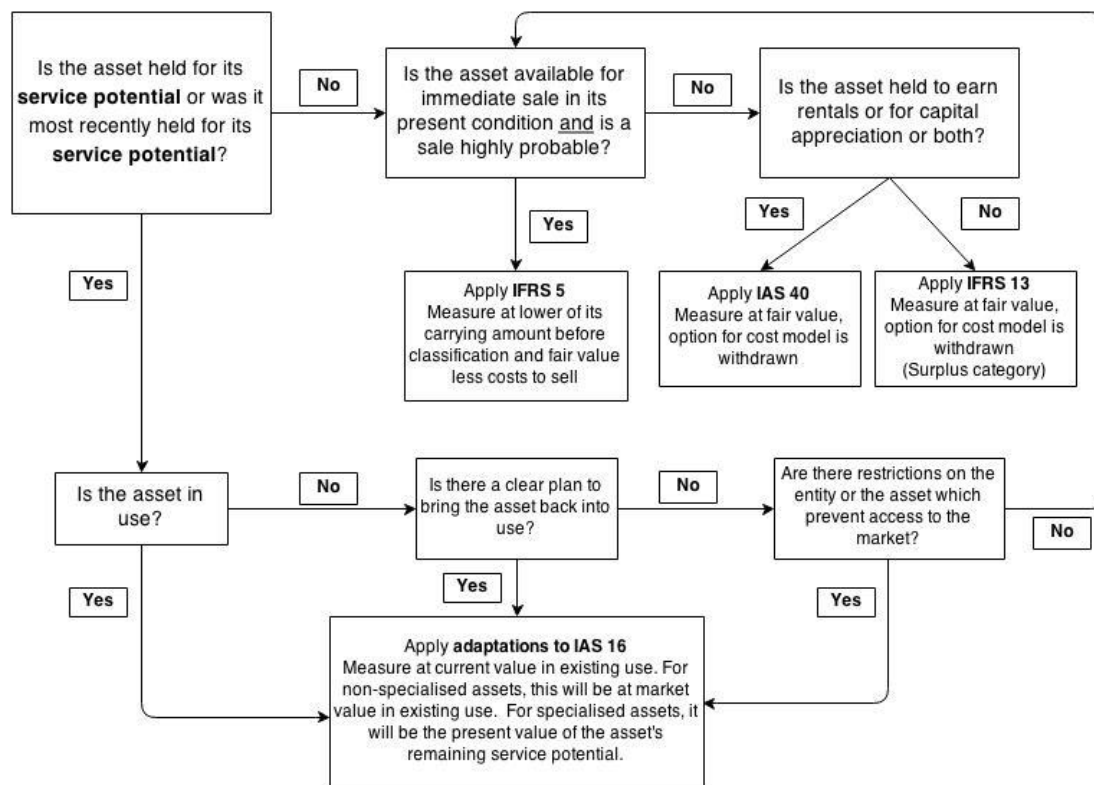 Is the asset held for its
service potential or was it
most recently held for its
service potential?
No
Is the asset available for
immediate sale in its
present condition and is a
sale highly probable?
No
Is the asset held to earn
rentals or for capital
appreciation or both?
Yes
Yes
Yes
No
Apply IFRS 5
Measure at lower of its
carrying amount before
classification and fair value
less costs to sell
Apply IAS 40
Measure at fair value,
option for cost model is
withdrawn
Apply IFRS 13
Measure at fair value,
option for cost model is
withdrawn
(Surplus category)
Is the asset in
use?
No
Is there a clear plan to
bring the asset back into
use?
No
Are there restrictions on the
entity or the asset which
prevent access to the
market?
No
Yes
Yes
Yes
Apply adaptations to IAS 16
Measure at current value in existing use. For
non-specialised assets, this will be at market
value in existing use. For specialised assets, it
will be the present value of the asset's
remaining service potential.